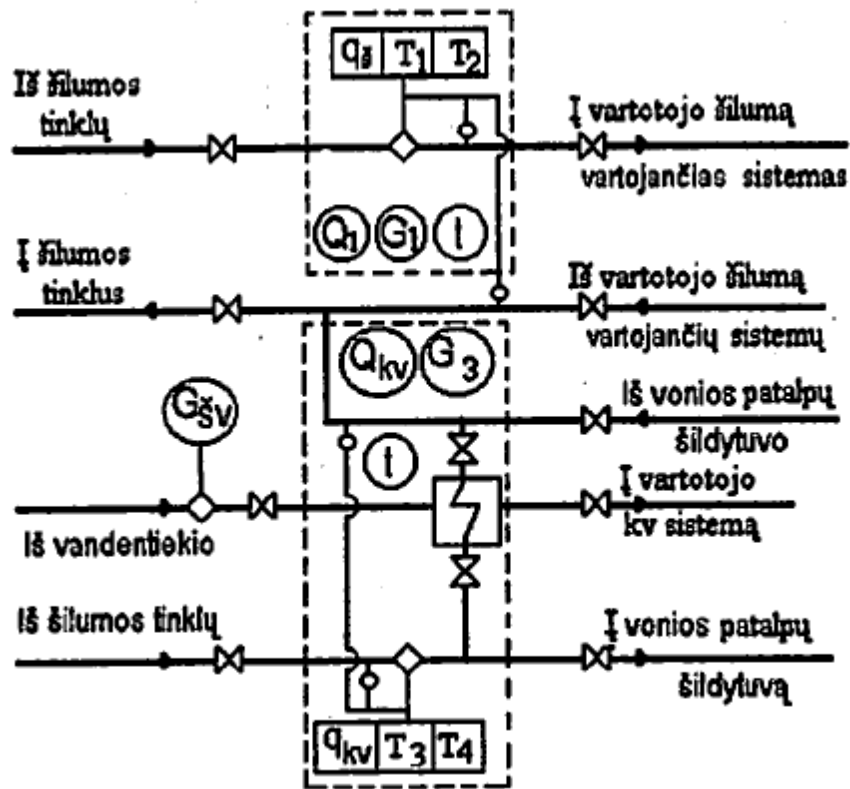 qš T1 T2
Iš šilumos
tinklų
Į vartotojo šilumą
vartojančias sistemas
Q1 G1 I
Į šilumos
tinklus
Iš vartotojo šilumą
vartojančių sistemų
Qkv G3
GŠV
Iš vonios patalpų
šildytuvo
I
Į vartotojo
kv sistemą
Iš vandentiekio
Iš šilumos tinklų
Į vonios patalpų
šildytuvą
qkv T3 T4